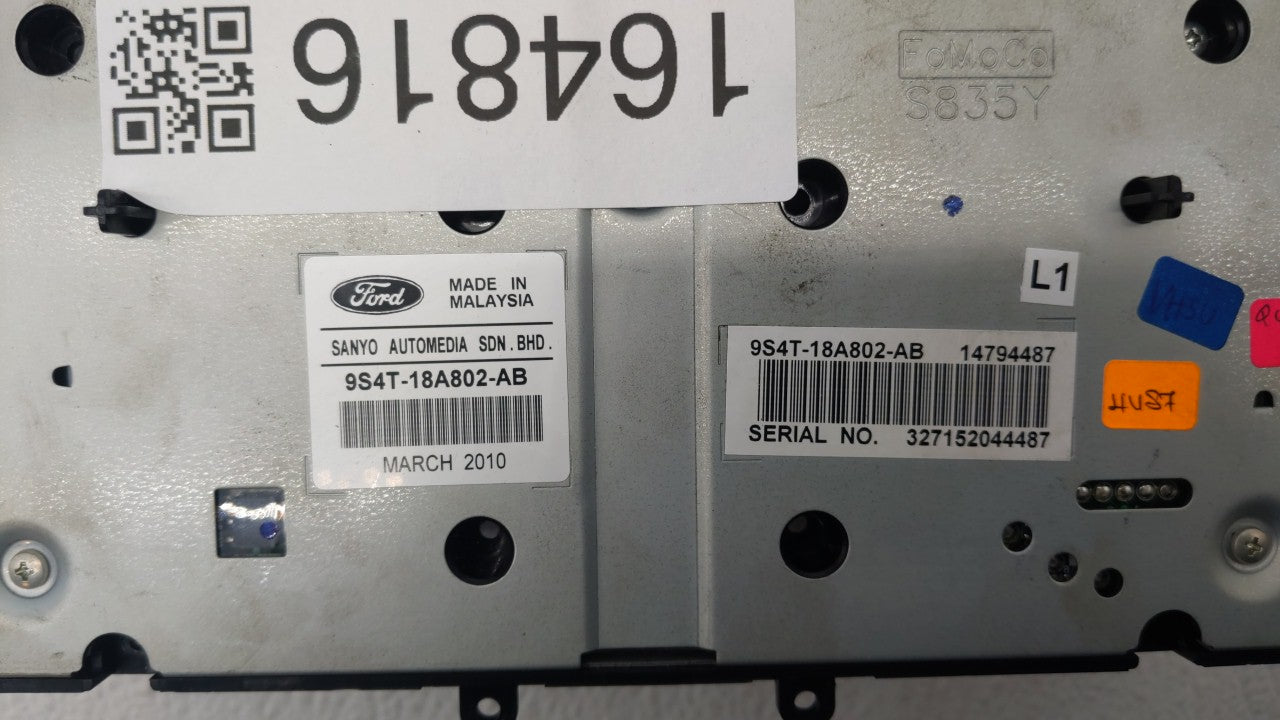 164816
FoMoCo
S835Y
Ford
MADE IN
MALAYSIA
SANYO AUTOMEDIA SDN.BHD.
9S4T-18A802-AB
MARCH 2010
L1
9S4T-18A802-AB 14794487
SERIAL NO. 327152044487